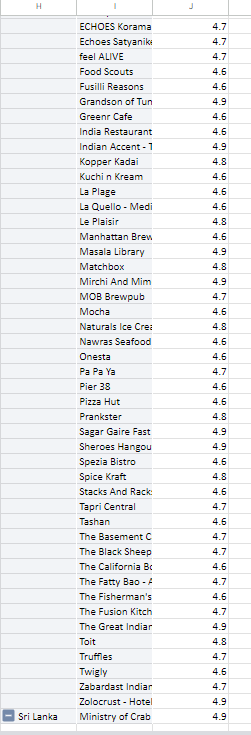 H I J
ECHOES Korama 4.7
Echoes Satyanike 4.7
feel ALIVE 4.7
Food Scouts 4.6
Fusilli Reasons 4.6
Grandson of Tun 4.9
Greenr Cafe 4.6
India Restaurant 4.6
Indian Accent - T 4.9
Kopper Kadai 4.8
Kuchi n Kream 4.6
La Plage 4.6
La Quello - Medi 4.6
Le Plaisir 4.8
Manhattan Brew 4.6
Masala Library 4.9
Matchbox 4.8
Mirchi And Mim 4.9
MOB Brewpub 4.7
Mocha 4.6
Naturals Ice Crea 4.8
Nawras Seafood 4.6
Onesta 4.6
Pa Pa Ya 4.7
Pier 38 4.6
Pizza Hut 4.6
Prankster 4.8
Sagar Gaire Fast 4.9
Sheroes Hangou 4.9
Spezia Bistro 4.6
Spice Kraft 4.8
Stacks And Racks 4.6
Tapri Central 4.7
Tashan 4.6
The Basement C 4.7
The Black Sheep 4.7
The California Bo 4.6
The Fatty Bao - A 4.7
The Fisherman's 4.6
The Fusion Kitch 4.7
The Great Indian 4.9
Toit 4.8
Truffles 4.7
Twigly 4.6
Zabardast Indian 4.7
Zolocrust - Hotel 4.9
Sri Lanka Ministry of Crab 4.9